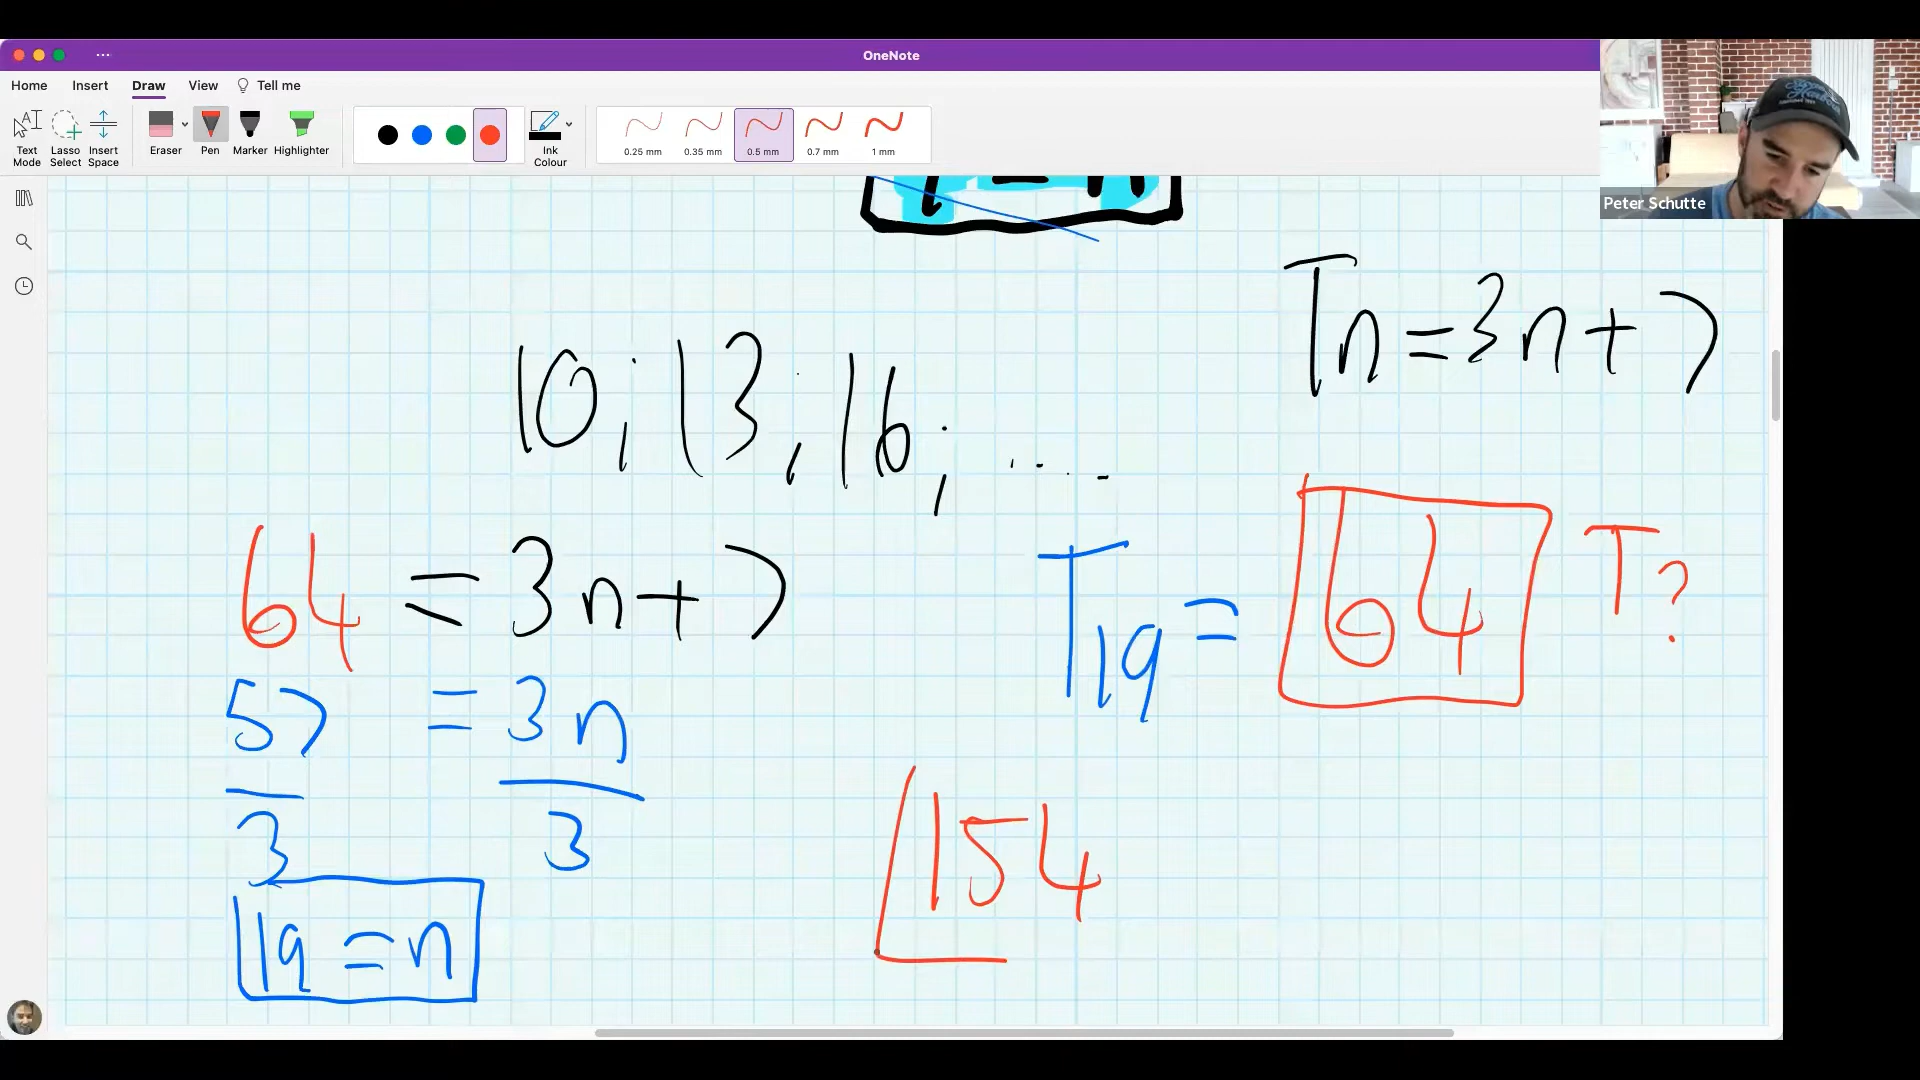 OneNote
Home Insert Draw View Tell me
Text Mode
Lasso Select
Insert Space
Eraser
Pen
Marker
Highlighter
Ink Colour
0.25 mm
0.35 mm
0.5 mm
0.7 mm
1 mm
Peter Schutte
Tn = 3n + 7
10; 13; 16; ....
64 = 3n + 7
T19 = 64 T?
57 = 3n
3 3
19 = n
154